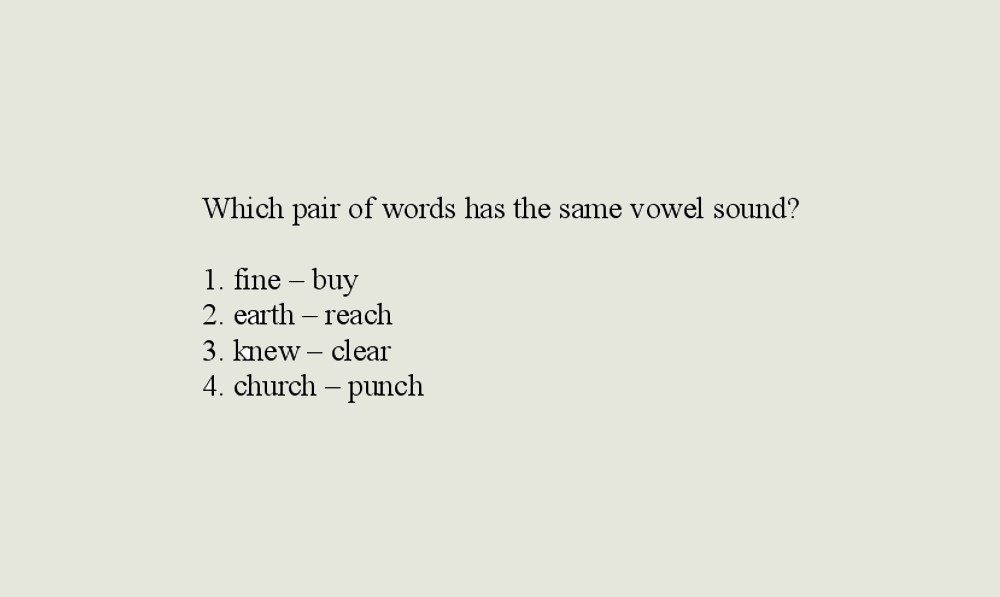 Which pair of words has the same vowel sound?
1. fine – buy
2. earth – reach
3. knew – clear
4. church – punch